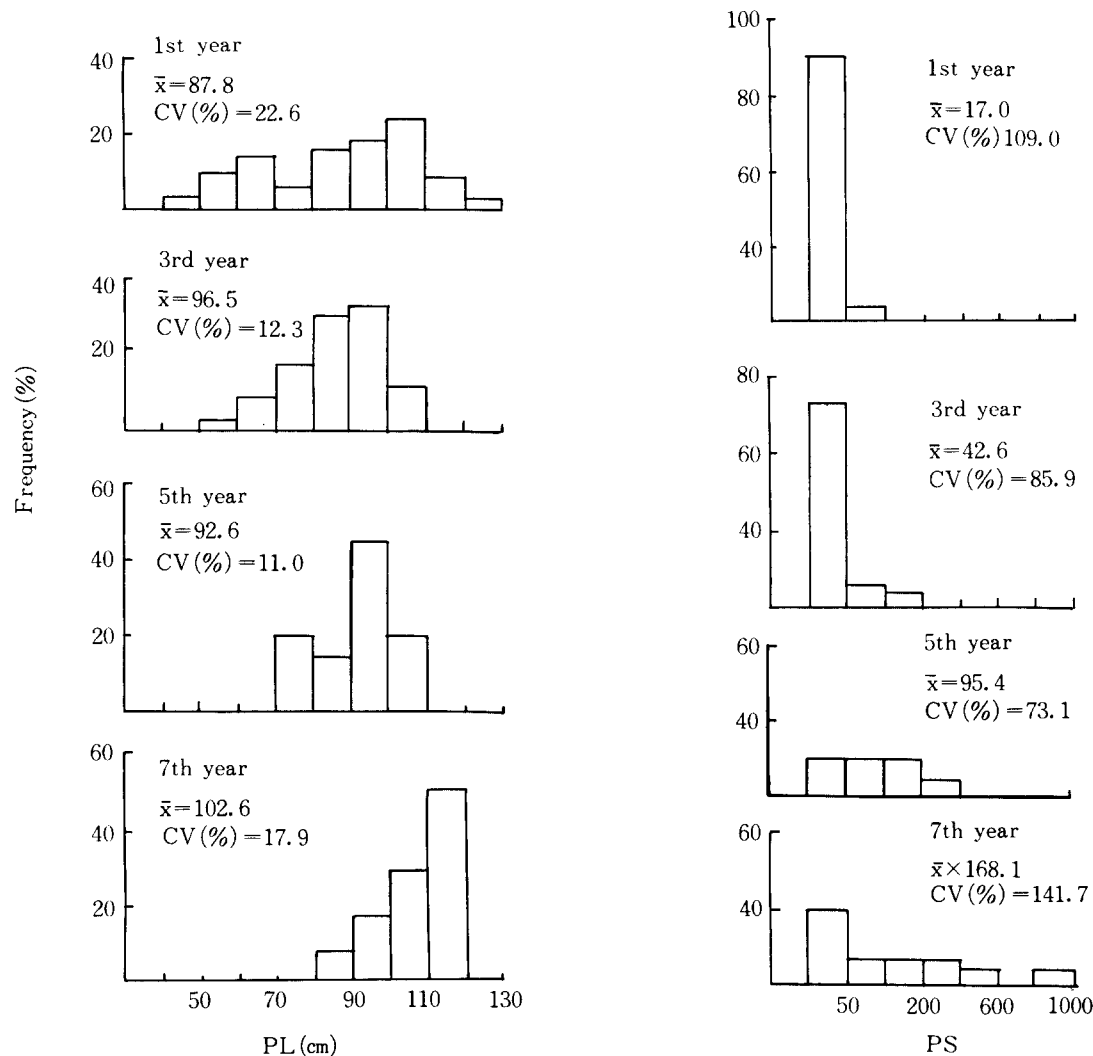 Frequency(%)
1st year
x̄=87.8
CV(%)=22.6
40
20
3rd year
x̄=96.5
CV(%)=12.3
40
20
5th year
x̄=92.6
CV(%)=11.0
60
40
20
7th year
x̄=102.6
CV(%)=17.9
60
40
20
50 70 90 110 130
PL(cm)
1st year
x̄=17.0
CV(%)109.0
100
80
60
40
3rd year
x̄=42.6
CV(%)=85.9
80
60
40
5th year
x̄=95.4
CV(%)=73.1
60
40
7th year
x̄×168.1
CV(%)=141.7
60
40
50 200 600 1000
PS